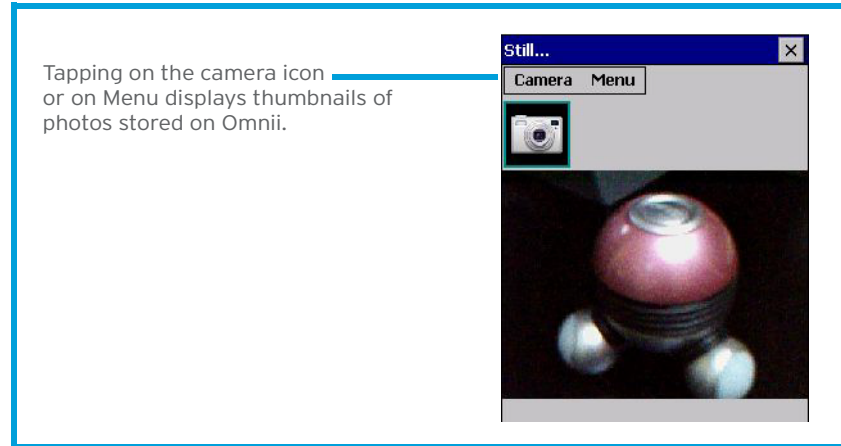 Tapping on the camera icon
or on Menu displays thumbnails of
photos stored on Omnii.
Still...
Camera Menu